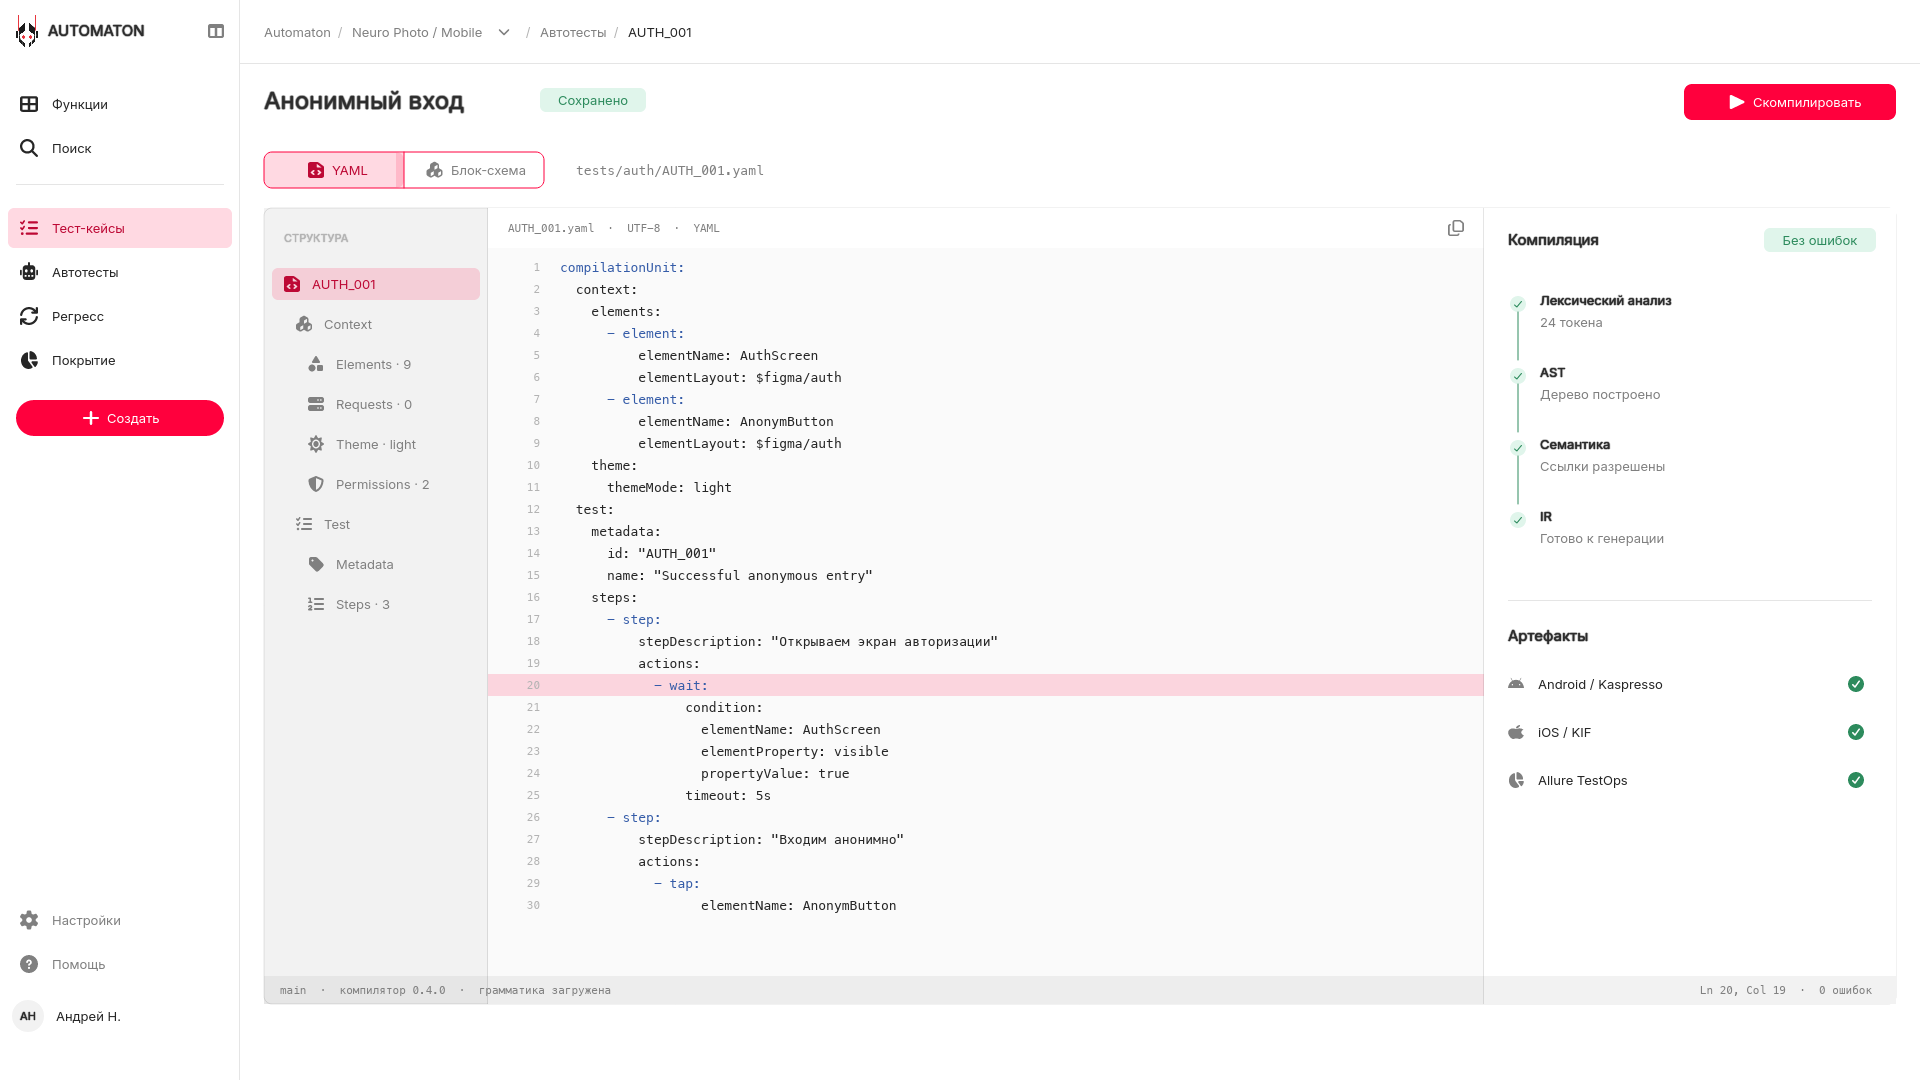 AUTOMATON
Функции
Поиск
Тест-кейсы
Автотесты
Регресс
Покрытие
Создать
Настройки
Помощь
АН
Андрей Н.
Automaton / Neuro Photo / Mobile / Автотесты / AUTH_001
Анонимный вход
Сохранено
Скомпилировать
YAML
Блок-схема
tests/auth/AUTH_001.yaml
СТРУКТУРА
AUTH_001
Context
Elements · 9
Requests · 0
Theme · light
Permissions · 2
Test
Metadata
Steps · 3
AUTH_001.yaml · UTF-8 · YAML
1 compilationUnit:
2 context:
3 elements:
4 - element:
5 elementName: AuthScreen
6 elementLayout: $figma/auth
7 - element:
8 elementName: AnonymButton
9 elementLayout: $figma/auth
10 theme:
11 themeMode: light
12 test:
13 metadata:
14 id: "AUTH_001"
15 name: "Successful anonymous entry"
16 steps:
17 - step:
18 stepDescription: "Открываем экран авторизации"
19 actions:
20 - wait:
21 condition:
22 elementName: AuthScreen
23 elementProperty: visible
24 propertyValue: true
25 timeout: 5s
26 - step:
27 stepDescription: "Входим анонимно"
28 actions:
29 - tap:
30 elementName: AnonymButton
Компиляция
Без ошибок
Лексический анализ
24 токена
AST
Дерево построено
Семантика
Ссылки разрешены
IR
Готово к генерации
Артефакты
Android / Kaspresso
iOS / KIF
Allure TestOps
main · компилятор 0.4.0 · грамматика загружена
Ln 20, Col 19 · 0 ошибок